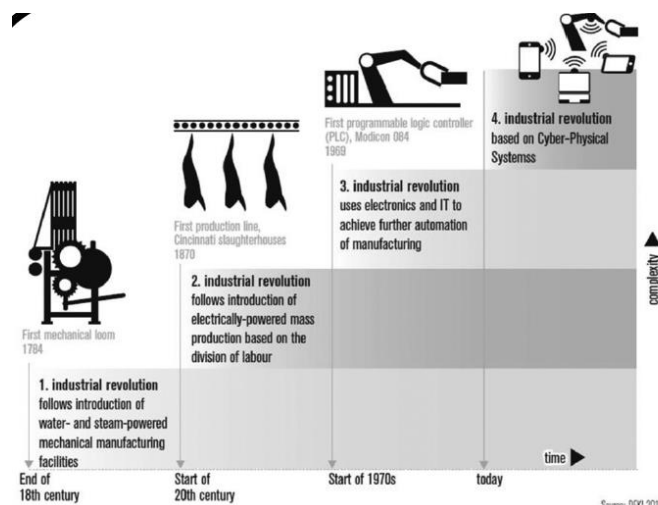 First mechanical loom
1784
1. industrial revolution
follows introduction of
water- and steam-powered
mechanical manufacturing
facilities
End of
18th century
First production line,
Cincinnati slaughterhouses
1870
2. industrial revolution
follows introduction of
electrically-powered mass
production based on the
division of labour
Start of
20th century
First programmable logic controller
(PLC), Modicon 084
1969
3. industrial revolution
uses electronics and IT to
achieve further automation
of manufacturing
Start of 1970s
4. industrial revolution
based on Cyber-Physical
Systemss
today
time
complexity